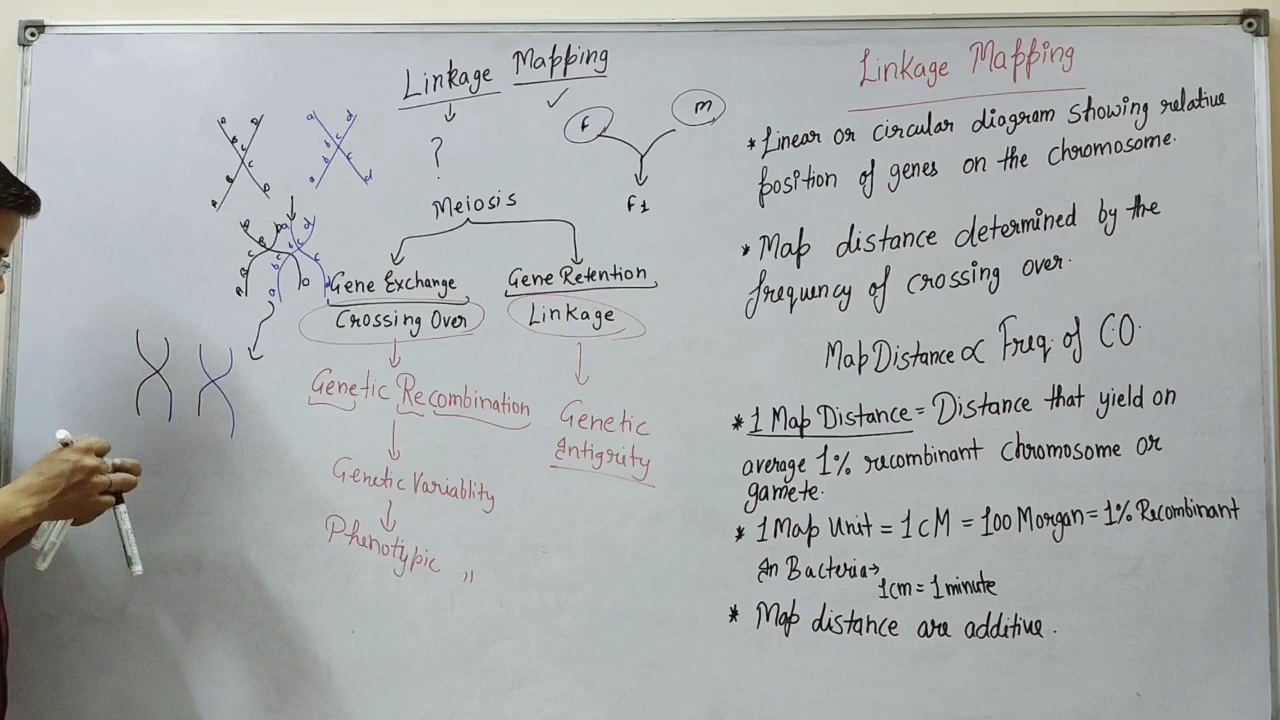 Linkage Mapping
?
f m
F1
Meiosis
Gene Exchange Gene Retention
Crossing Over Linkage
Genetic Recombination
Genetic Antigrity
Genetic Variablity
Phenotypic "
Linkage Mapping
* Linear or circular diagram showing relative
position of genes on the chromosome.
* Map distance determined by the
frequency of crossing over.
Map Distance ∝ Freq. of CO.
* 1 Map Distance = Distance that yield on
average 1% recombinant chromosome or
gamete.
* 1 Map Unit = 1 cM = 100 Morgan = 1% Recombinant
In Bacteria →
1cm = 1 minute
* Map distance are additive.